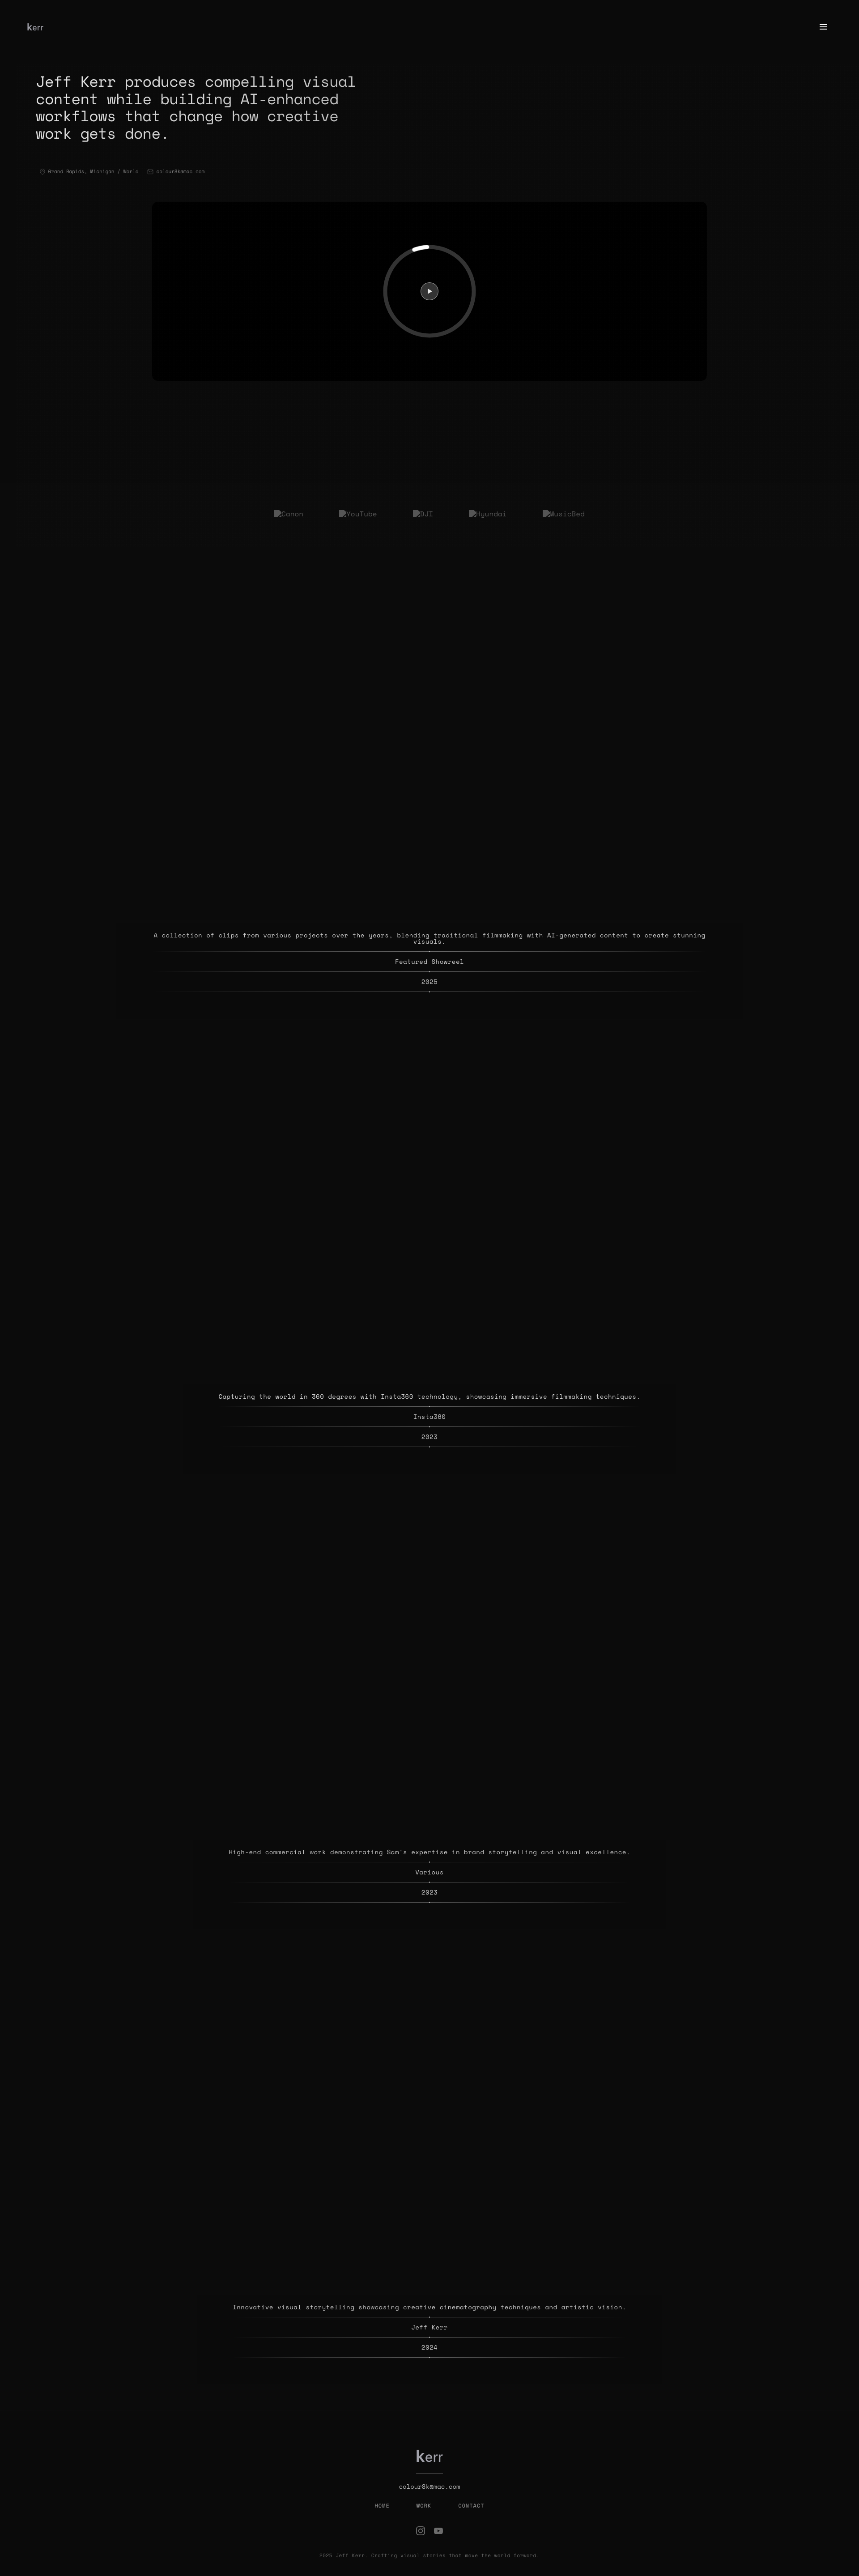 kerr
Jeff Kerr produces compelling visual
content while building AI-enhanced
workflows that change how creative
work gets done.
Grand Rapids, Michigan / World
colour8k@mac.com
Canon YouTube DJI Hyundai MusicBed
A collection of clips from various projects over the years, blending traditional filmmaking with AI-generated content to create stunning
visuals.
Featured Showreel
2025
Capturing the world in 360 degrees with Insta360 technology, showcasing immersive filmmaking techniques.
Insta360
2023
High-end commercial work demonstrating Sam's expertise in brand storytelling and visual excellence.
Various
2023
Innovative visual storytelling showcasing creative cinematography techniques and artistic vision.
Jeff Kerr
2024
kerr
colour8k@mac.com
HOME WORK CONTACT
2025 Jeff Kerr. Crafting visual stories that move the world forward.